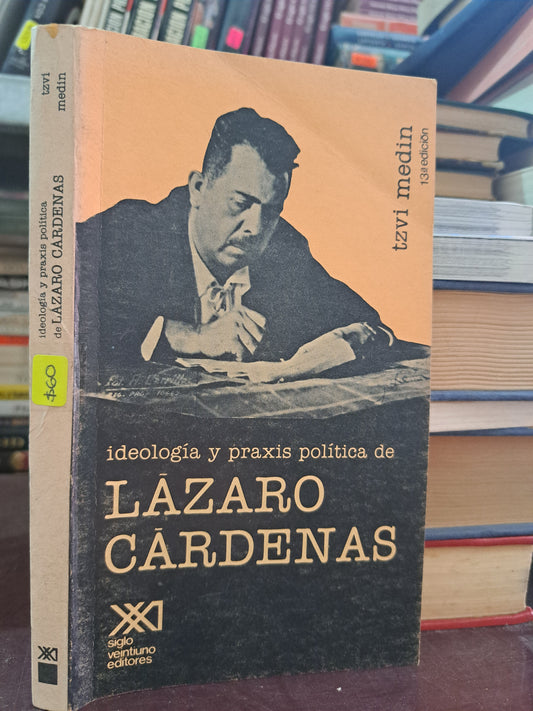 tzvi medin
13ª edición
ideología y praxis política de
LÁZARO
CÁRDENAS
siglo
veintiuno
editores
tzvi
medin
ideología y praxis política
de LÁZARO CÁRDENAS
$60